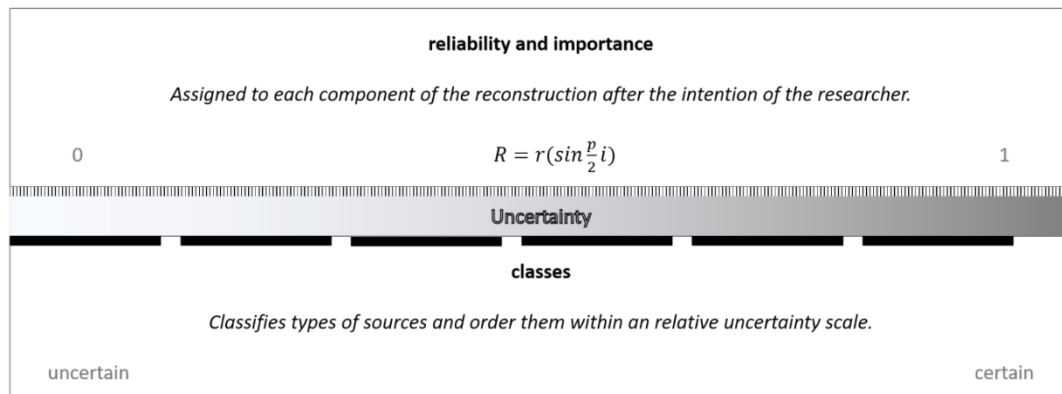 reliability and importance
Assigned to each component of the reconstruction after the intention of the researcher.
0 R = r(sin p/2 i) 1
Uncertainty
classes
Classifies types of sources and order them within an relative uncertainty scale.
uncertain certain